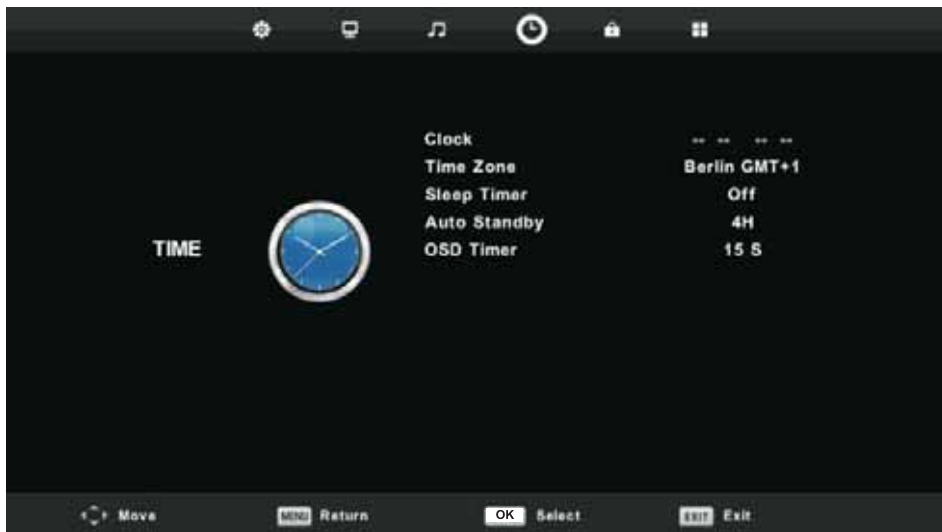 Clock -- -- -- --
Time Zone Berlin GMT+1
Sleep Timer Off
Auto Standby 4H
TIME
OSD Timer 15 S
Move MENU Return OK Select EXIT Exit